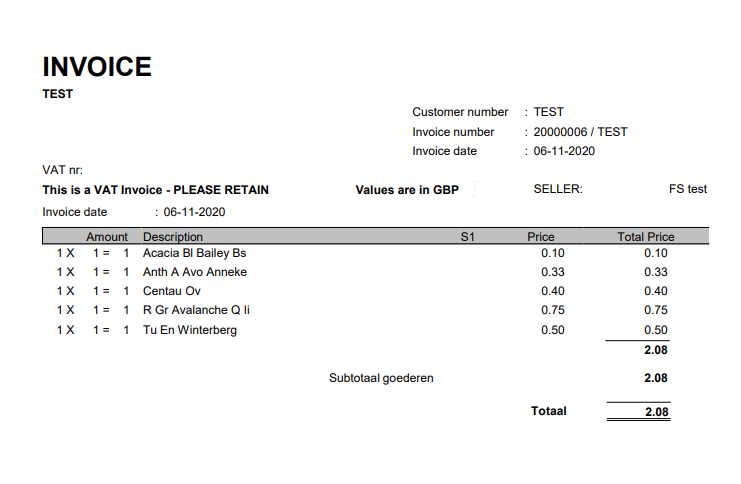 INVOICE
TEST
Customer number : TEST
Invoice number : 20000006 / TEST
Invoice date : 06-11-2020
VAT nr:
This is a VAT Invoice - PLEASE RETAIN Values are in GBP SELLER: FS test
Invoice date : 06-11-2020
Amount Description S1 Price Total Price
1 X 1 = 1 Acacia Bl Bailey Bs 0.10 0.10
1 X 1 = 1 Anth A Avo Anneke 0.33 0.33
1 X 1 = 1 Centau Ov 0.40 0.40
1 X 1 = 1 R Gr Avalanche Q li 0.75 0.75
1 X 1 = 1 Tu En Winterberg 0.50 0.50
2.08
Subtotaal goederen 2.08
Totaal 2.08